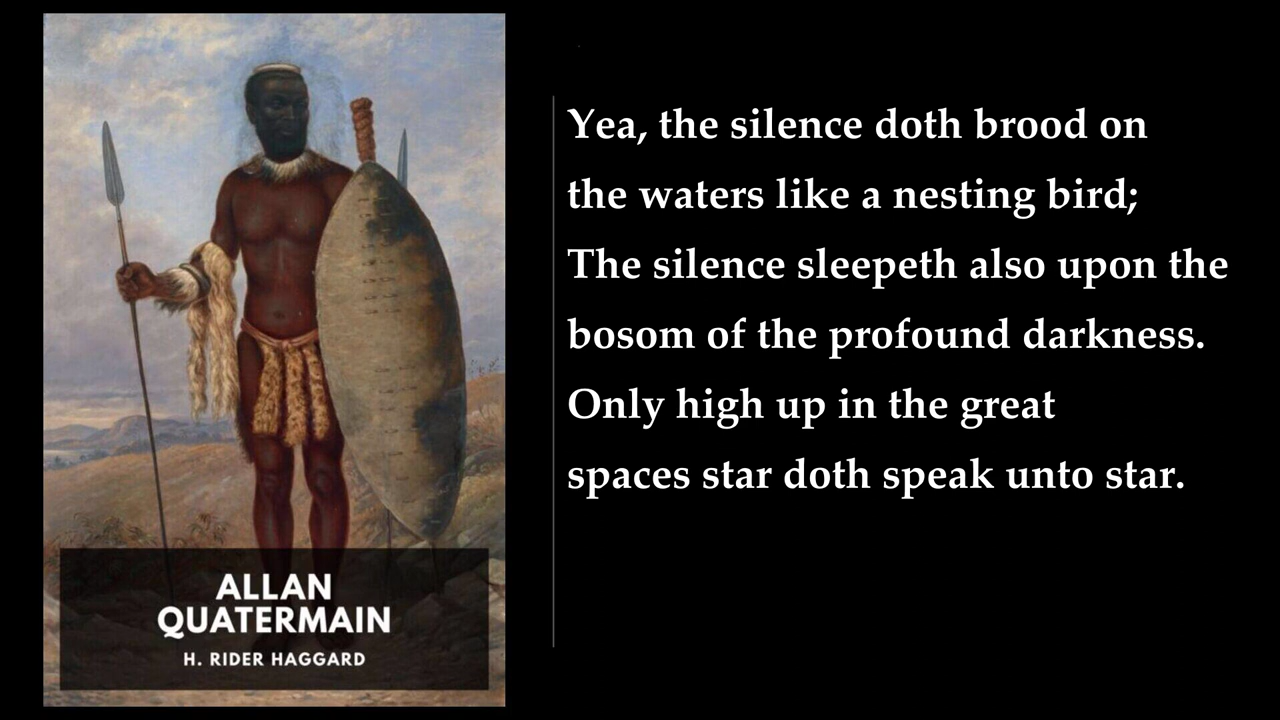 Yea, the silence doth brood on
the waters like a nesting bird;
The silence sleepeth also upon the
bosom of the profound darkness.
Only high up in the great
spaces star doth speak unto star.
ALLAN
QUATERMAIN
H. RIDER HAGGARD